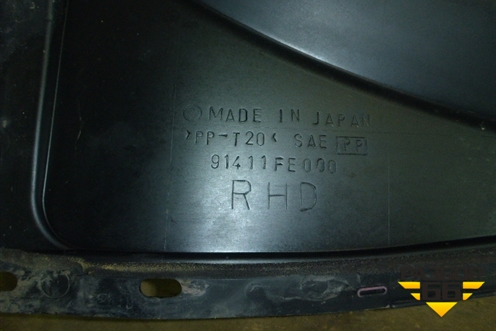 MADE IN JAPAN
>PP-T20< SAE PP
91411FE000
RHD